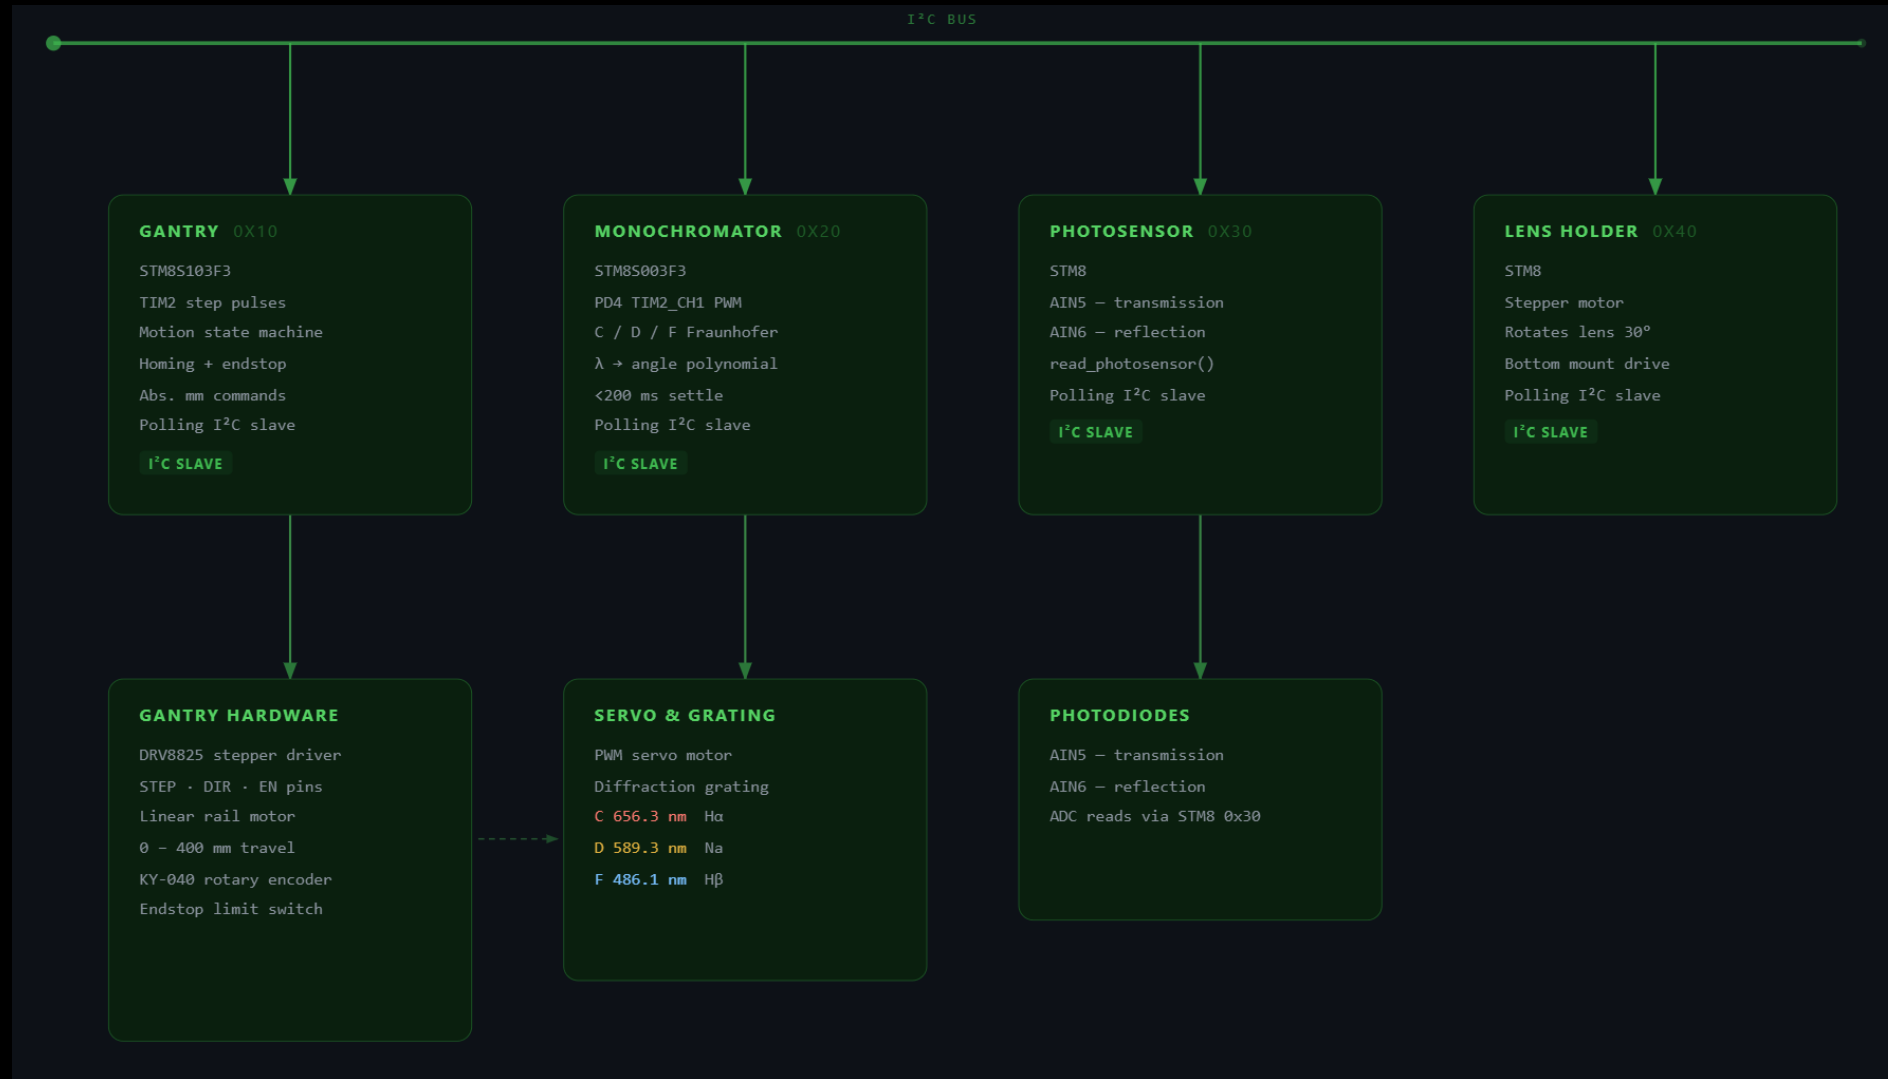 I²C BUS
GANTRY 0X10
STM8S103F3
TIM2 step pulses
Motion state machine
Homing + endstop
Abs. mm commands
Polling I²C slave
I²C SLAVE
MONOCHROMATOR 0X20
STM8S003F3
PD4 TIM2_CH1 PWM
C / D / F Fraunhofer
λ → angle polynomial
<200 ms settle
Polling I²C slave
I²C SLAVE
PHOTOSENSOR 0X30
STM8
AIN5 — transmission
AIN6 — reflection
read_photosensor()
Polling I²C slave
I²C SLAVE
LENS HOLDER 0X40
STM8
Stepper motor
Rotates lens 30°
Bottom mount drive
Polling I²C slave
I²C SLAVE
GANTRY HARDWARE
DRV8825 stepper driver
STEP · DIR · EN pins
Linear rail motor
0 – 400 mm travel
KY-040 rotary encoder
Endstop limit switch
SERVO & GRATING
PWM servo motor
Diffraction grating
C 656.3 nm Hα
D 589.3 nm Na
F 486.1 nm Hβ
PHOTODIODES
AIN5 — transmission
AIN6 — reflection
ADC reads via STM8 0x30